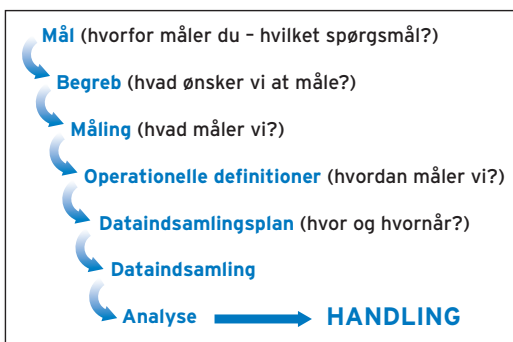 Mål (hvorfor måler du – hvilket spørgsmål?)
Begreb (hvad ønsker vi at måle?)
Måling (hvad måler vi?)
Operationelle definitioner (hvordan måler vi?)
Dataindsamlingsplan (hvor og hvornår?)
Dataindsamling
Analyse HANDLING